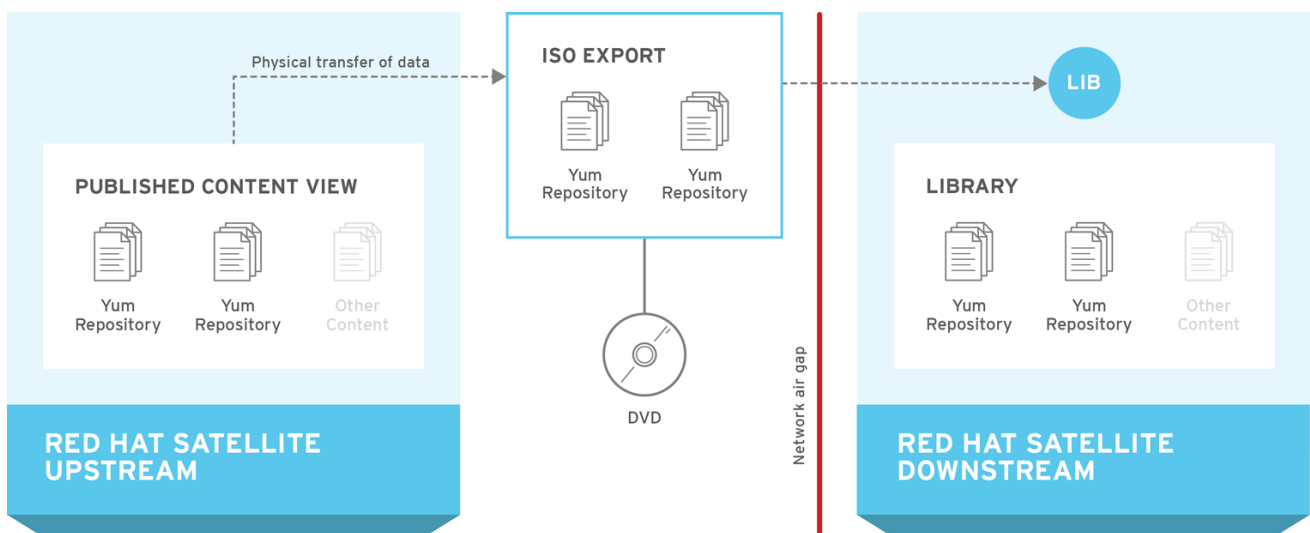 Physical transfer of data
PUBLISHED CONTENT VIEW
Yum
Repository
Yum
Repository
Other
Content
RED HAT SATELLITE
UPSTREAM
ISO EXPORT
Yum
Repository
Yum
Repository
DVD
Network air gap
LIB
LIBRARY
Yum
Repository
Yum
Repository
Other
Content
RED HAT SATELLITE
DOWNSTREAM